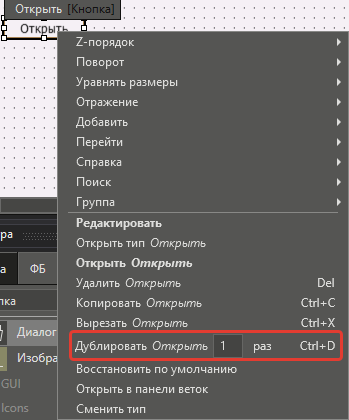 Открыть [Кнопка]
Открыть
Z-порядок
Поворот
Уравнять размеры
Отражение
Добавить
Перейти
Справка
Поиск
Группа
Редактировать
Открыть тип Открыть
Открыть Открыть
Удалить Открыть Del
Копировать Открыть Ctrl+C
Вырезать Открыть Ctrl+X
Дублировать Открыть 1 раз Ctrl+D
Восстановить по умолчанию
Открыть в панели веток
Сменить тип
ра
а ФБ
пка
Диалог
Изобра
GUI
Icons